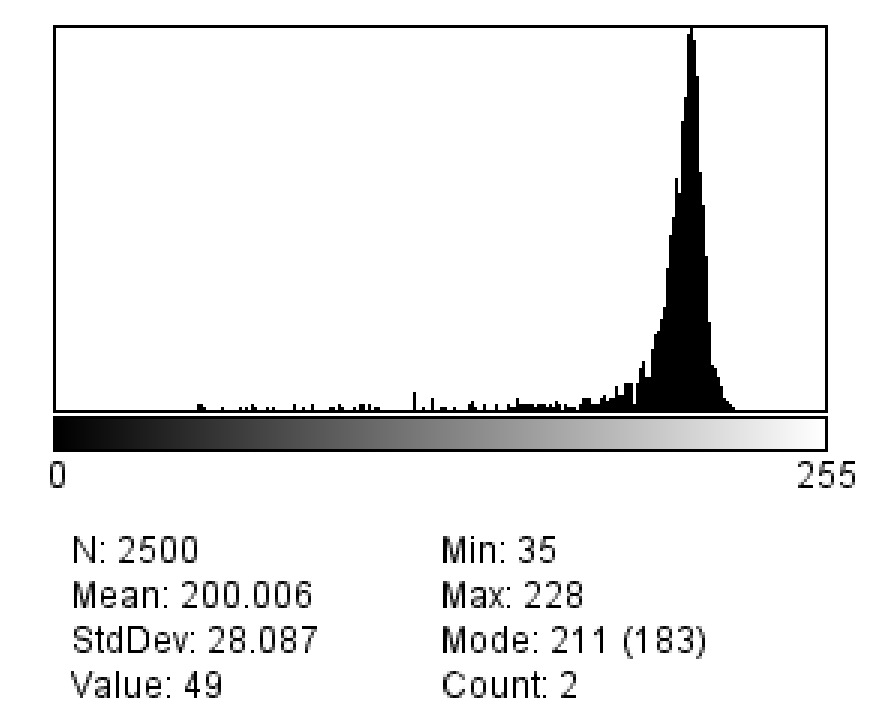 0 255
N: 2500 Min: 35
Mean: 200.006 Max: 228
StdDev: 28.087 Mode: 211 (183)
Value: 49 Count: 2